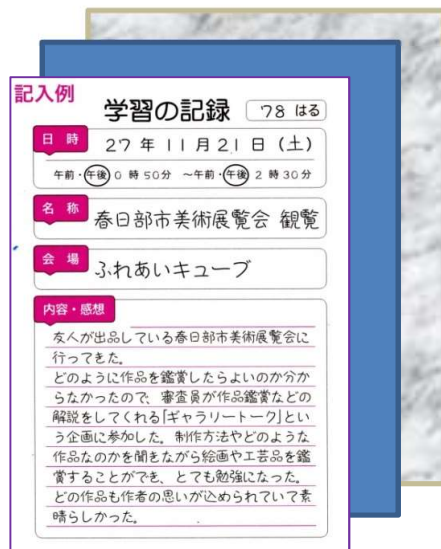 記入例
学習の記録 '78 はる
日時 27年11月21日(土)
午前・午後 0時50分 ～午前・午後 2時30分
名称 春日部市美術展覧会 観覧
会場 ふれあいキューブ
内容・感想
友人が出品している春日部市美術展覧会に
行ってきた。
どのように作品を鑑賞したらよいのか分か
らなかったので、審査員が作品鑑賞などの
解説をしてくれる「ギャラリートーク」とい
う企画に参加した。制作方法やどのような
作品なのかを聞きながら絵画や工芸品を鑑
賞することができ、とても勉強になった。
どの作品も作者の思いが込められていて素
晴らしかった。